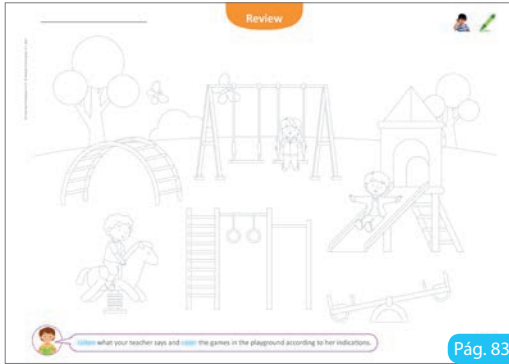 Review
Listen what your teacher says and color the games in the playground according to her indications.
Pág. 83